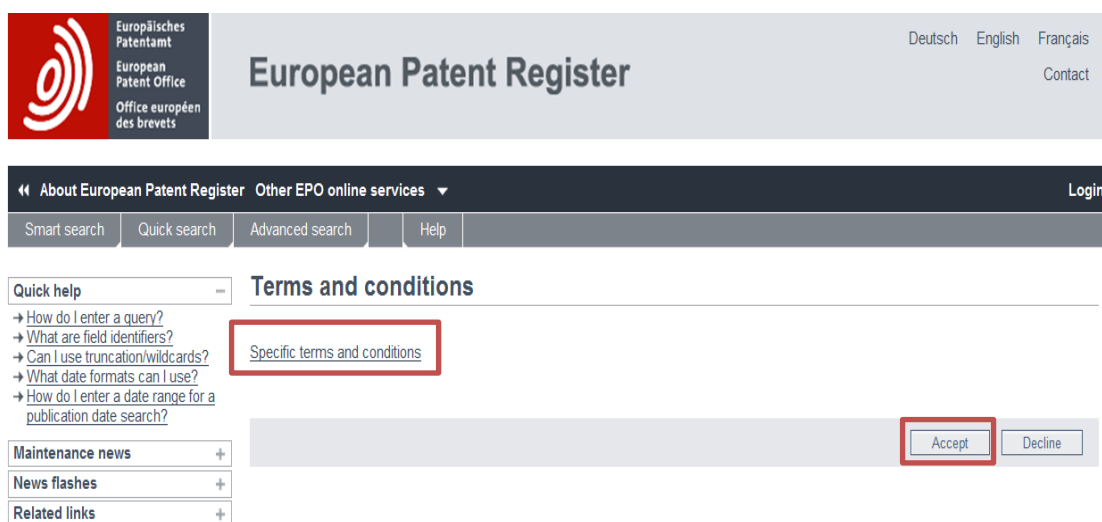 Europäisches
Patentamt
European
Patent Office
Office européen
des brevets
European Patent Register
Deutsch English Français
Contact
About European Patent Register Other EPO online services
Login
Smart search Quick search Advanced search Help
Quick help
How do I enter a query?
What are field identifiers?
Can I use truncation/wildcards?
What date formats can I use?
How do I enter a date range for a
publication date search?
Maintenance news
News flashes
Related links
Terms and conditions
Specific terms and conditions
Accept Decline